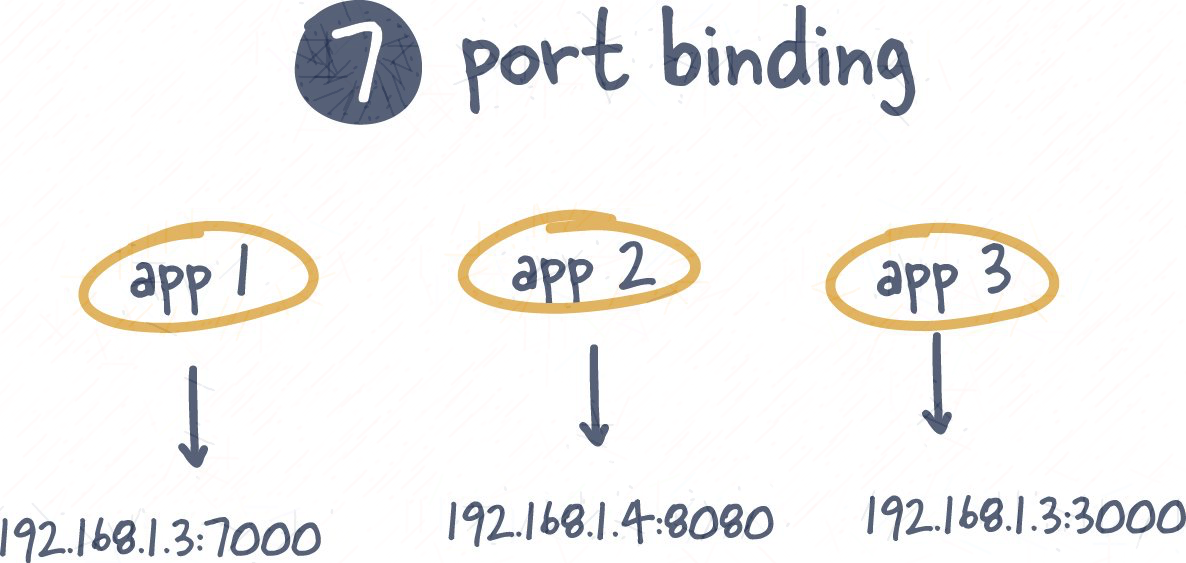 7 port binding
app 1
app 2
app 3
192.168.1.3:7000
192.168.1.4:8080
192.168.1.3:3000